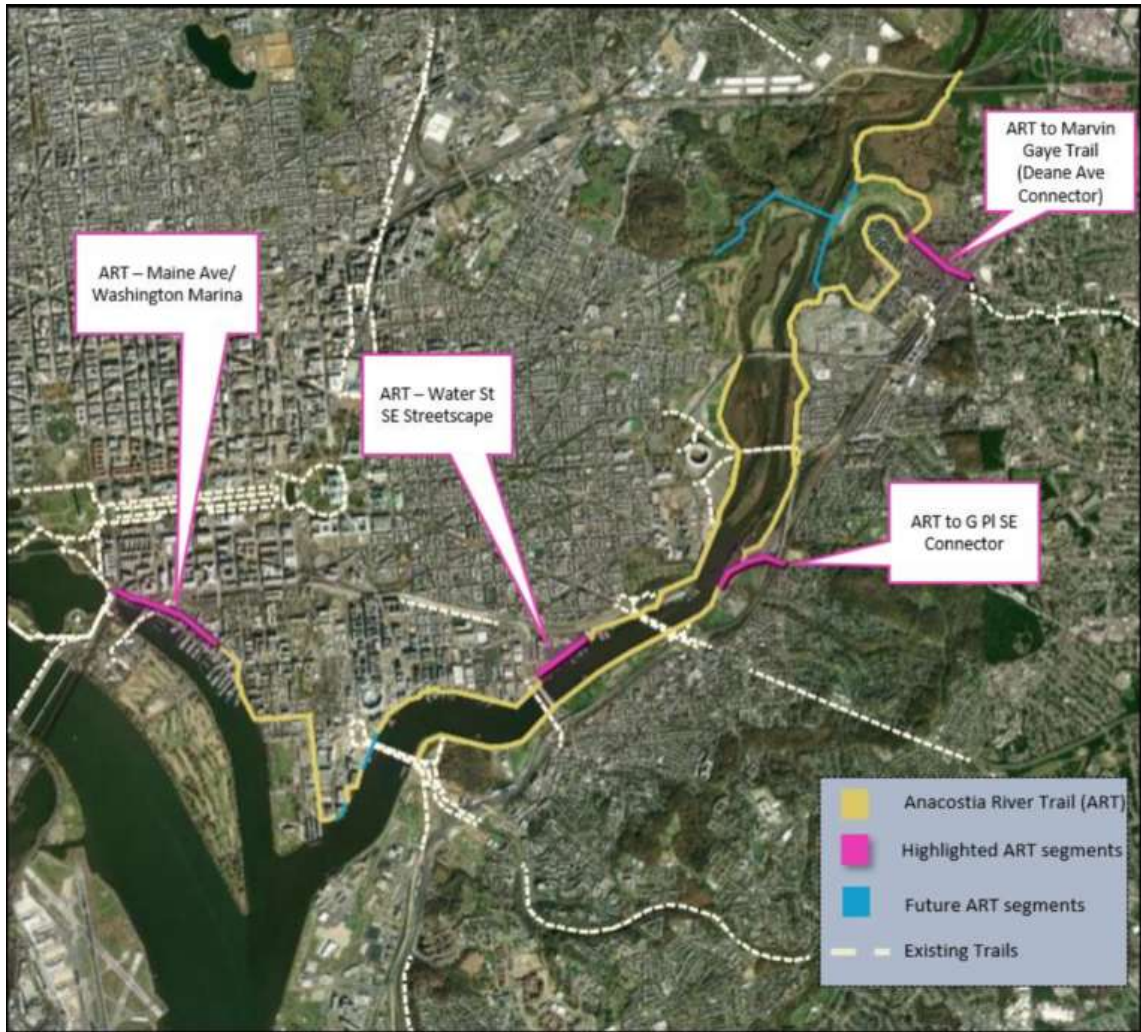 ART to Marvin
Gaye Trail
(Deane Ave
Connector)
ART – Maine Ave/
Washington Marina
ART – Water St
SE Streetscape
ART to G Pl SE
Connector
Anacostia River Trail (ART)
Highlighted ART segments
Future ART segments
Existing Trails